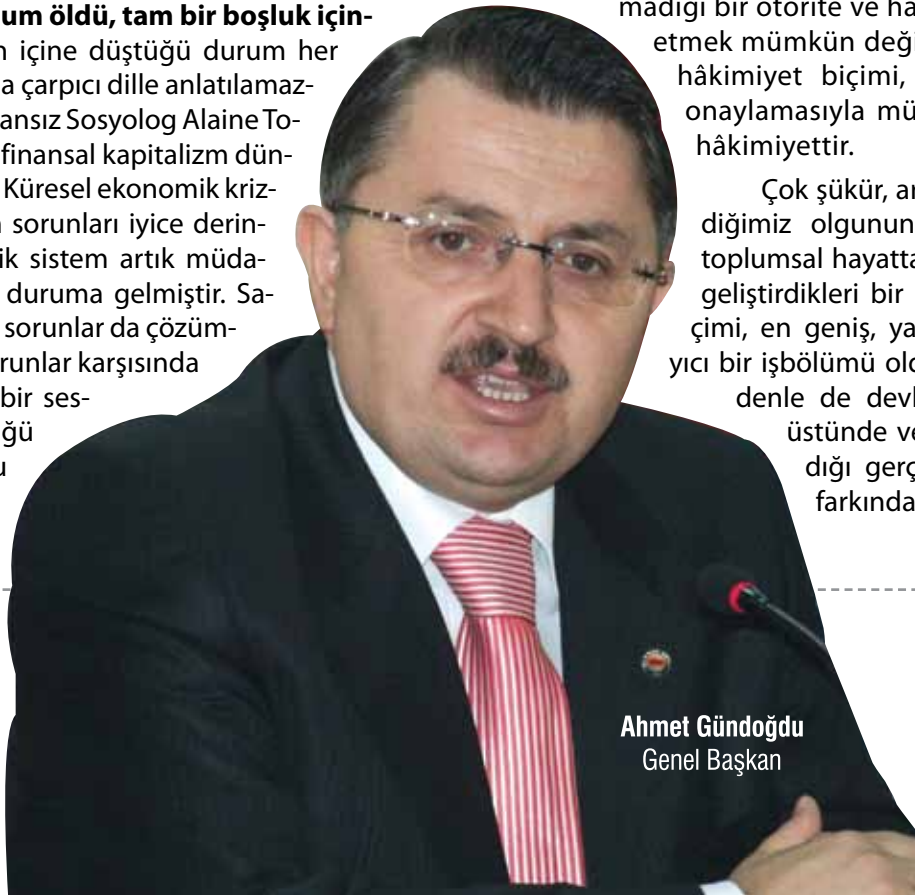 um öldü, tam bir boşluk için-
n içine düştüğü durum her
a çarpıcı dille anlatılamaz-
ansız Sosyolog Alaine To-
finansal kapitalizm dün-
Küresel ekonomik kriz-
n sorunları iyice derin-
ik sistem artık müda-
duruma gelmiştir. Sa-
sorunlar da çözüm-
orunlar karşısında
bir ses-
ğü
u
madığı bir otorite ve ha
etmek mümkün deği
hâkimiyet biçimi,
onaylamasıyla mü
hâkimiyettir.
Çok şükür, ar
diğimiz olgunun
toplumsal hayatta
geliştirdikleri bir
çimi, en geniş, ya
yıcı bir işbölümü old
denle de devl
üstünde ve
dığı gerç
farkında
Ahmet Gündoğdu
Genel Başkan